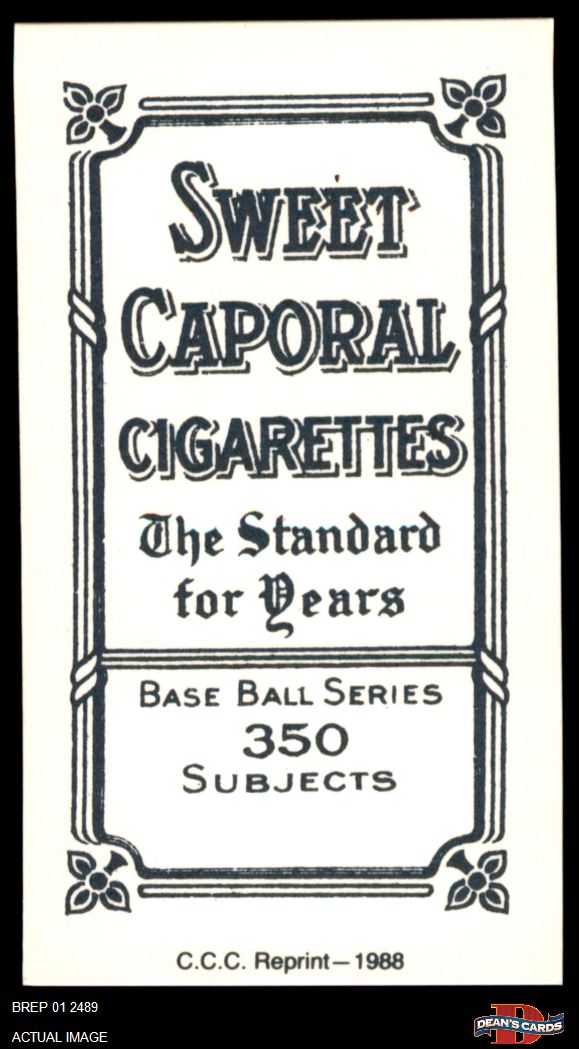 SWEET
CAPORAL
CIGARETTES
The Standard
for Years
BASE BALL SERIES
350
SUBJECTS
C.C.C. Reprint—1988
BREP 01 2489
ACTUAL IMAGE
D
DEAN'S CARDS